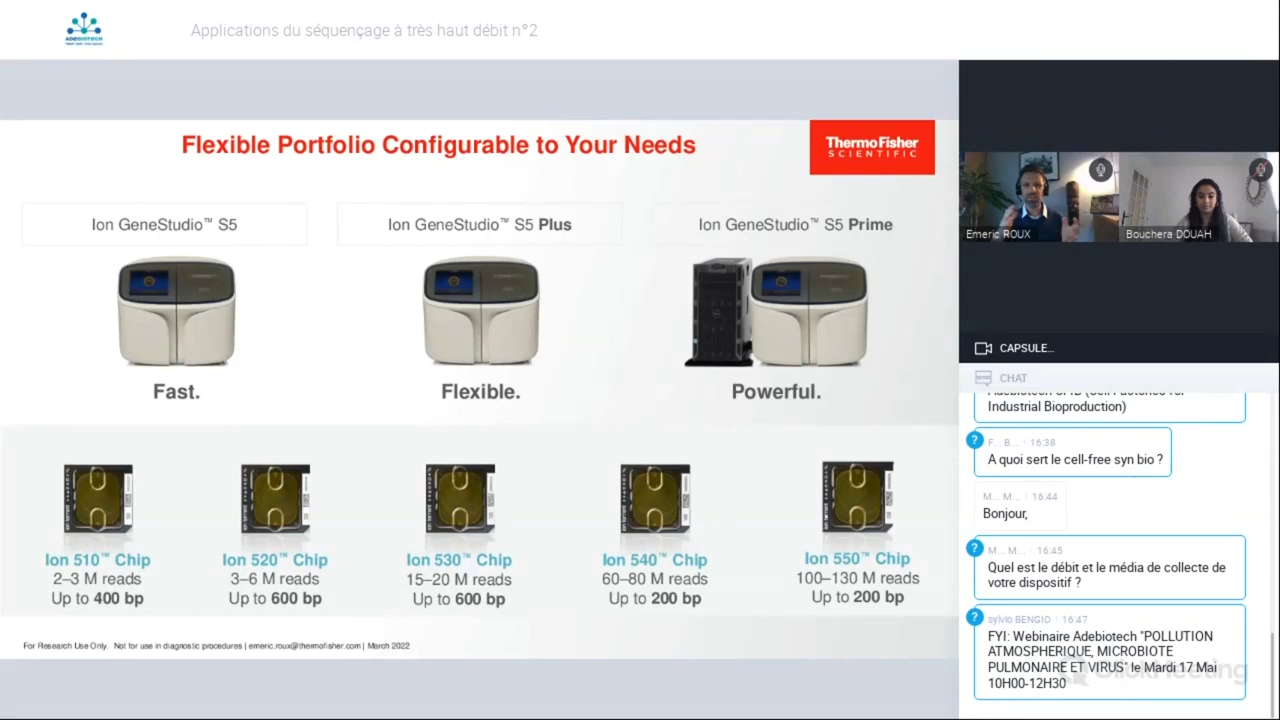 ADEBIOTECH
Applications du séquençage à très haut débit n°2
Flexible Portfolio Configurable to Your Needs
ThermoFisher
SCIENTIFIC
Ion GeneStudio™ S5
Ion GeneStudio™ S5 Plus
Ion GeneStudio™ S5 Prime
Fast.
Flexible.
Powerful.
Ion 510™ Chip
2–3 M reads
Up to 400 bp
Ion 520™ Chip
3–6 M reads
Up to 600 bp
Ion 530™ Chip
15–20 M reads
Up to 600 bp
Ion 540™ Chip
60–80 M reads
Up to 200 bp
Ion 550™ Chip
100–130 M reads
Up to 200 bp
For Research Use Only. Not for use in diagnostic procedures | emeric.roux@thermofisher.com | March 2022
Emeric ROUX
Bouchera DOUAH
CAPSULE...
CHAT
Adebiotech CFIB (Cell Factories for
Industrial Bioproduction)
F... B... 16:38
A quoi sert le cell-free syn bio ?
M... M... 16:44
Bonjour,
M... M... 16:45
Quel est le débit et le média de collecte de
votre dispositif ?
sylvio BENGIO 16:47
FYI: Webinaire Adebiotech "POLLUTION
ATMOSPHERIQUE, MICROBIOTE
PULMONAIRE ET VIRUS" le Mardi 17 Mai
10H00-12H30
ClickMeeting